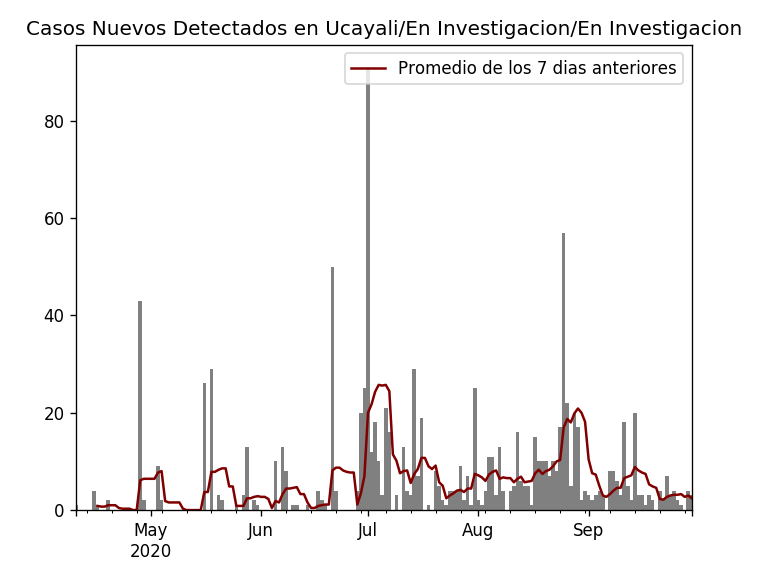 Casos Nuevos Detectados en Ucayali/En Investigacion/En Investigacion
Promedio de los 7 dias anteriores
80
60
40
20
0
May
2020
Jun
Jul
Aug
Sep